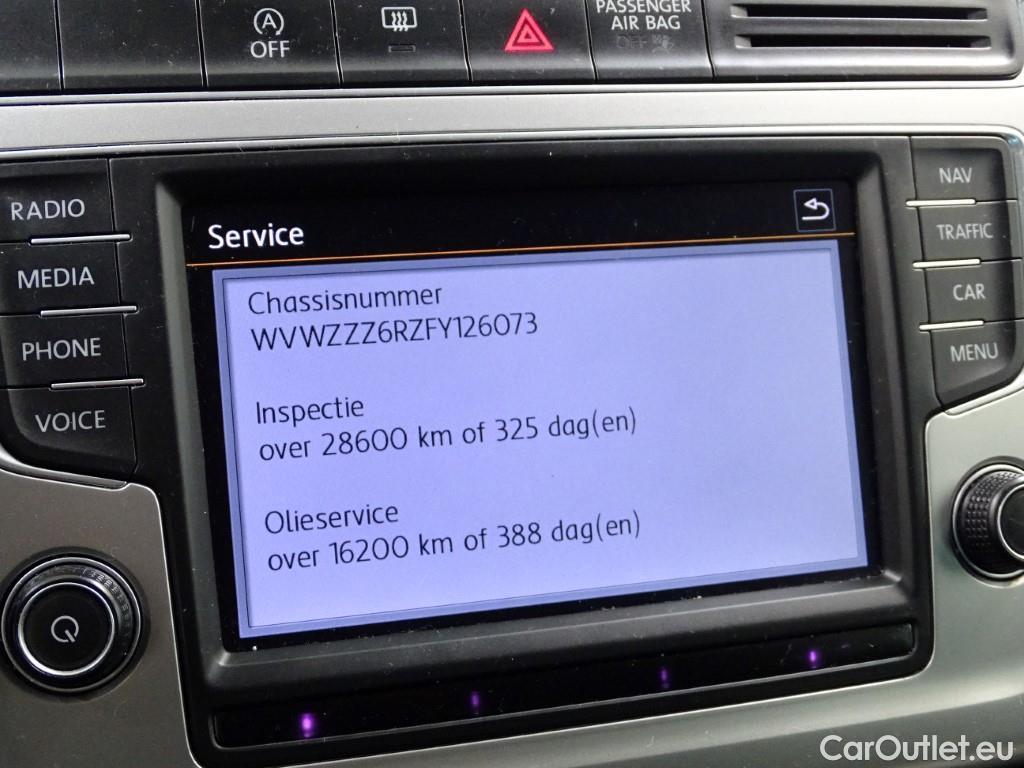 OFF
PASSENGER
AIR BAG
OFF
RADIO
MEDIA
PHONE
VOICE
Service
Chassisnummer
WVWZZZ6RZFY126073
Inspectie
over 28600 km of 325 dag(en)
Olieservice
over 16200 km of 388 dag(en)
NAV
TRAFFIC
CAR
MENU
CarOutlet.eu